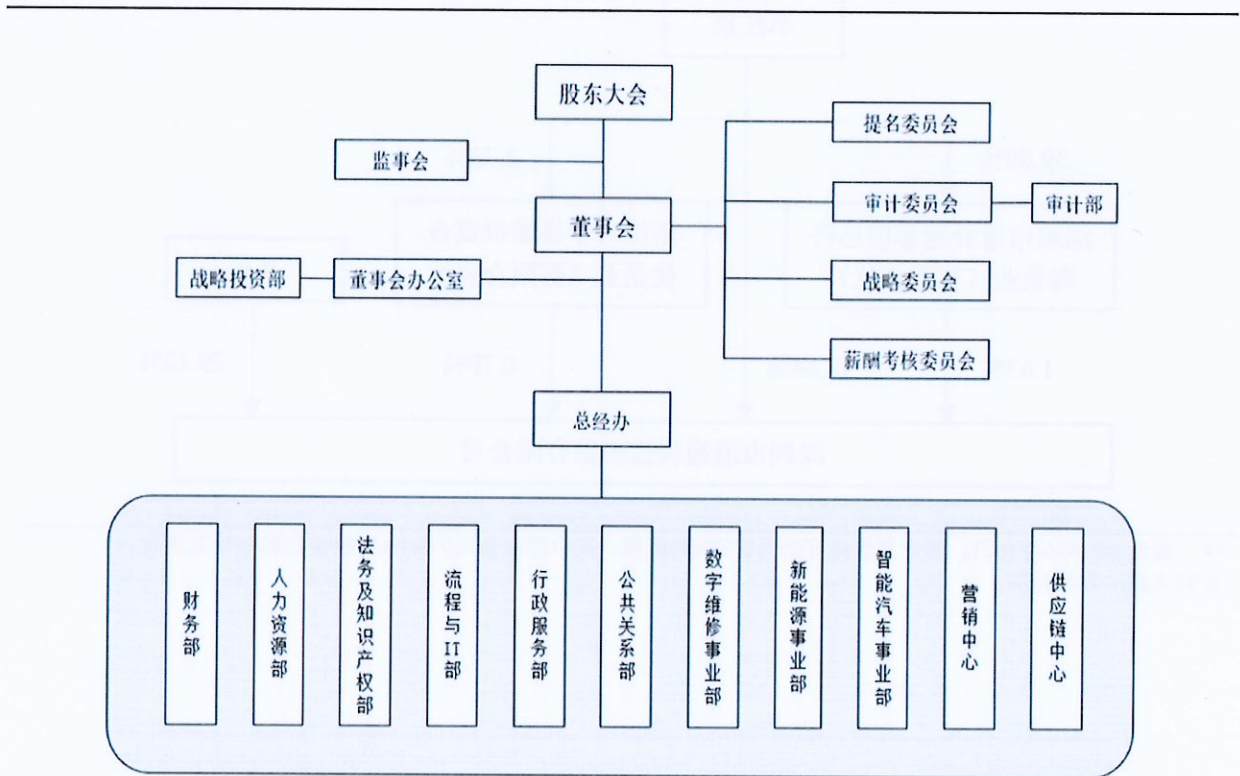 股东大会
监事会
提名委员会
审计委员会
审计部
董事会
战略投资部
董事会办公室
战略委员会
薪酬考核委员会
总经办
财务部
人力资源部
法务及知识产权部
流程与IT部
行政服务部
公共关系部
数字维修事业部
新能源事业部
智能汽车事业部
营销中心
供应链中心